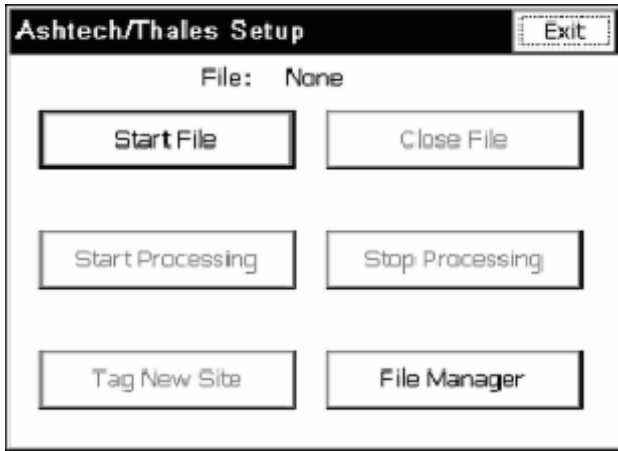 Ashtech/Thales Setup Exit
File: None
Start File Close File
Start Processing Stop Processing
Tag New Site File Manager